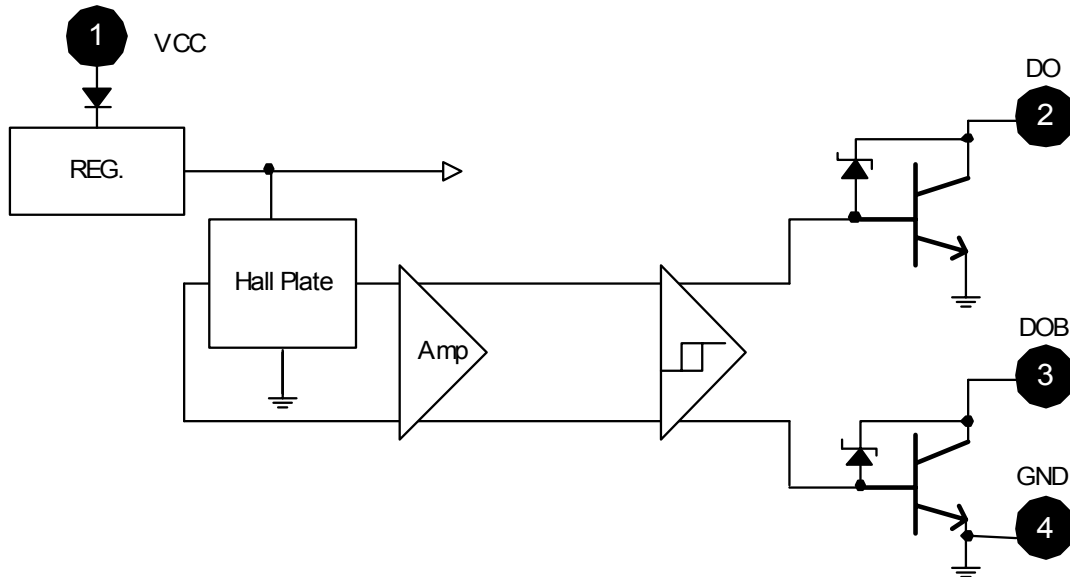 1
VCC
DO
2
REG.
Hall Plate
Amp
DOB
3
GND
4